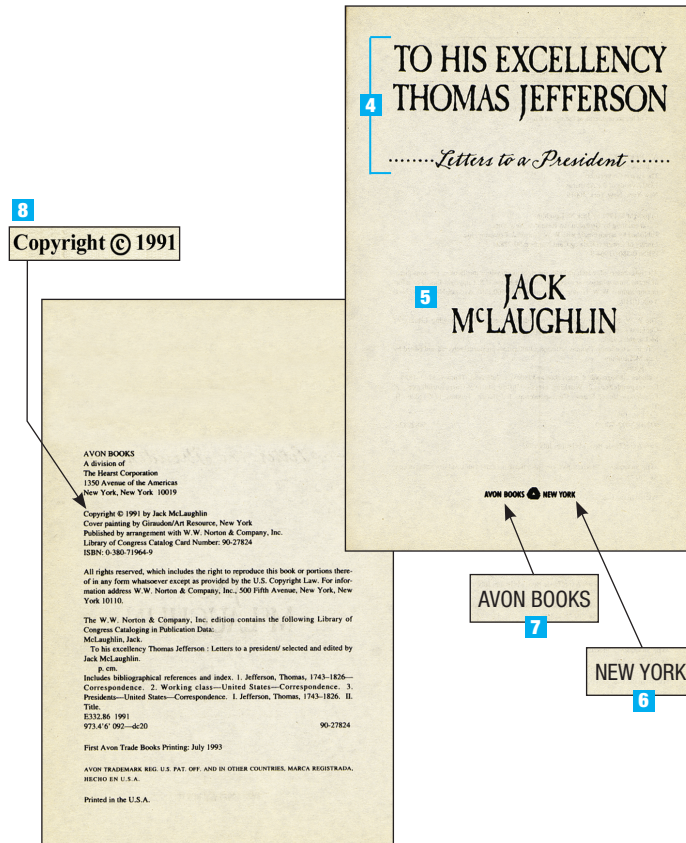 TO HIS EXCELLENCY
THOMAS JEFFERSON
4
Letters to a President
8
Copyright © 1991
5
JACK
McLAUGHLIN
AVON BOOKS NEW YORK
AVON BOOKS
7
NEW YORK
6
AVON BOOKS
A division of
The Hearst Corporation
1350 Avenue of the Americas
New York, New York 10019
Copyright © 1991 by Jack McLaughlin
Cover painting by Giraudon/Art Resource, New York
Published by arrangement with W.W. Norton & Company, Inc.
Library of Congress Catalog Card Number: 90-27824
ISBN: 0-380-71964-9
All rights reserved, which includes the right to reproduce this book or portions there-
of in any form whatsoever except as provided by the U.S. Copyright Law. For infor-
mation address W.W. Norton & Company, Inc., 500 Fifth Avenue, New York, New
York 10110.
The W.W. Norton & Company, Inc. edition contains the following Library of
Congress Cataloging in Publication Data:
McLaughlin, Jack.
To his excellency Thomas Jefferson : Letters to a president/ selected and edited by
Jack McLaughlin.
p. cm.
Includes bibliographical references and index. 1. Jefferson, Thomas, 1743–1826—
Correspondence. 2. Working class—United States—Correspondence. 3.
Presidents—United States—Correspondence. I. Jefferson, Thomas, 1743–1826. II.
Title.
E332.86 1991
973.4'6' 092—dc20 90-27824
First Avon Trade Books Printing: July 1993
AVON TRADEMARK REG. U.S. PAT. OFF. AND IN OTHER COUNTRIES, MARCA REGISTRADA,
HECHO EN U.S.A.
Printed in the U.S.A.